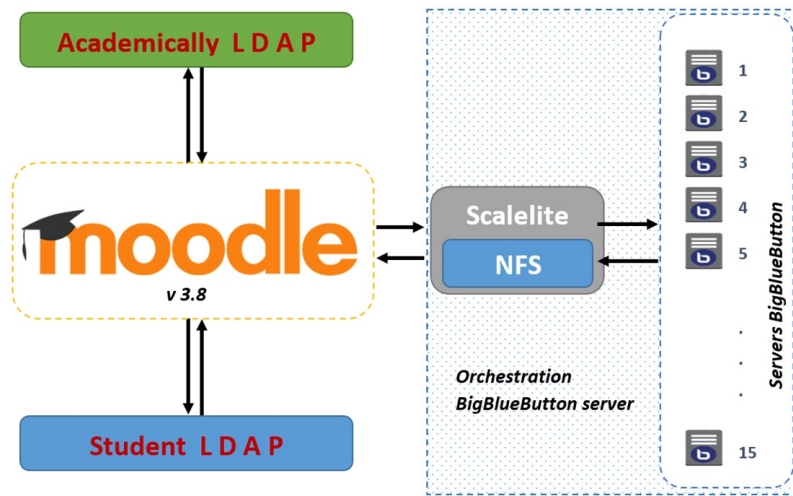 Academically L D A P
moodle
v 3.8
Student L D A P
Scalelite
NFS
Orchestration
BigBlueButton server
b 1
b 2
b 3
b 4
b 5
.
.
.
b 15
Servers BigBlueButton